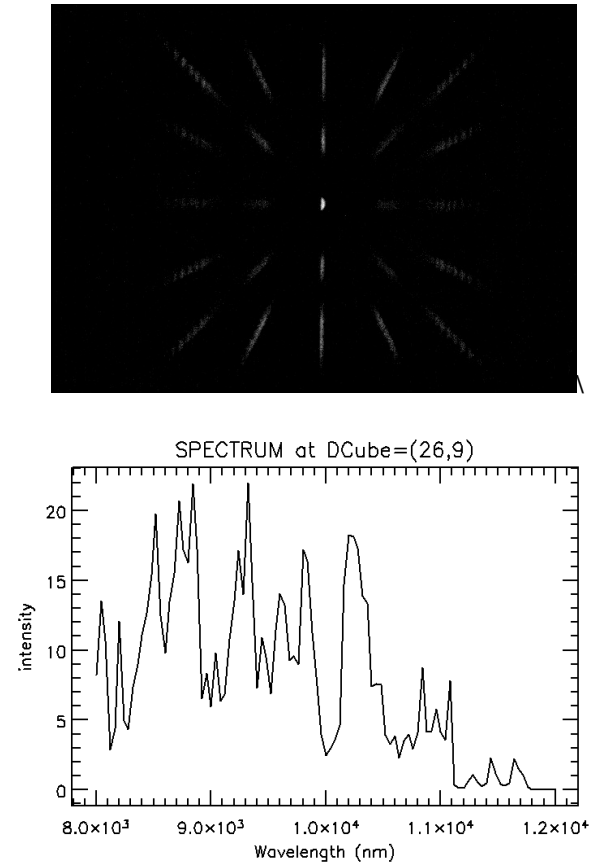 \
SPECTRUM at DCube=(26,9)
20
15
10
5
0
intensity
8.0×10³ 9.0×10³ 1.0×10⁴ 1.1×10⁴ 1.2×10⁴
Wavelength (nm)